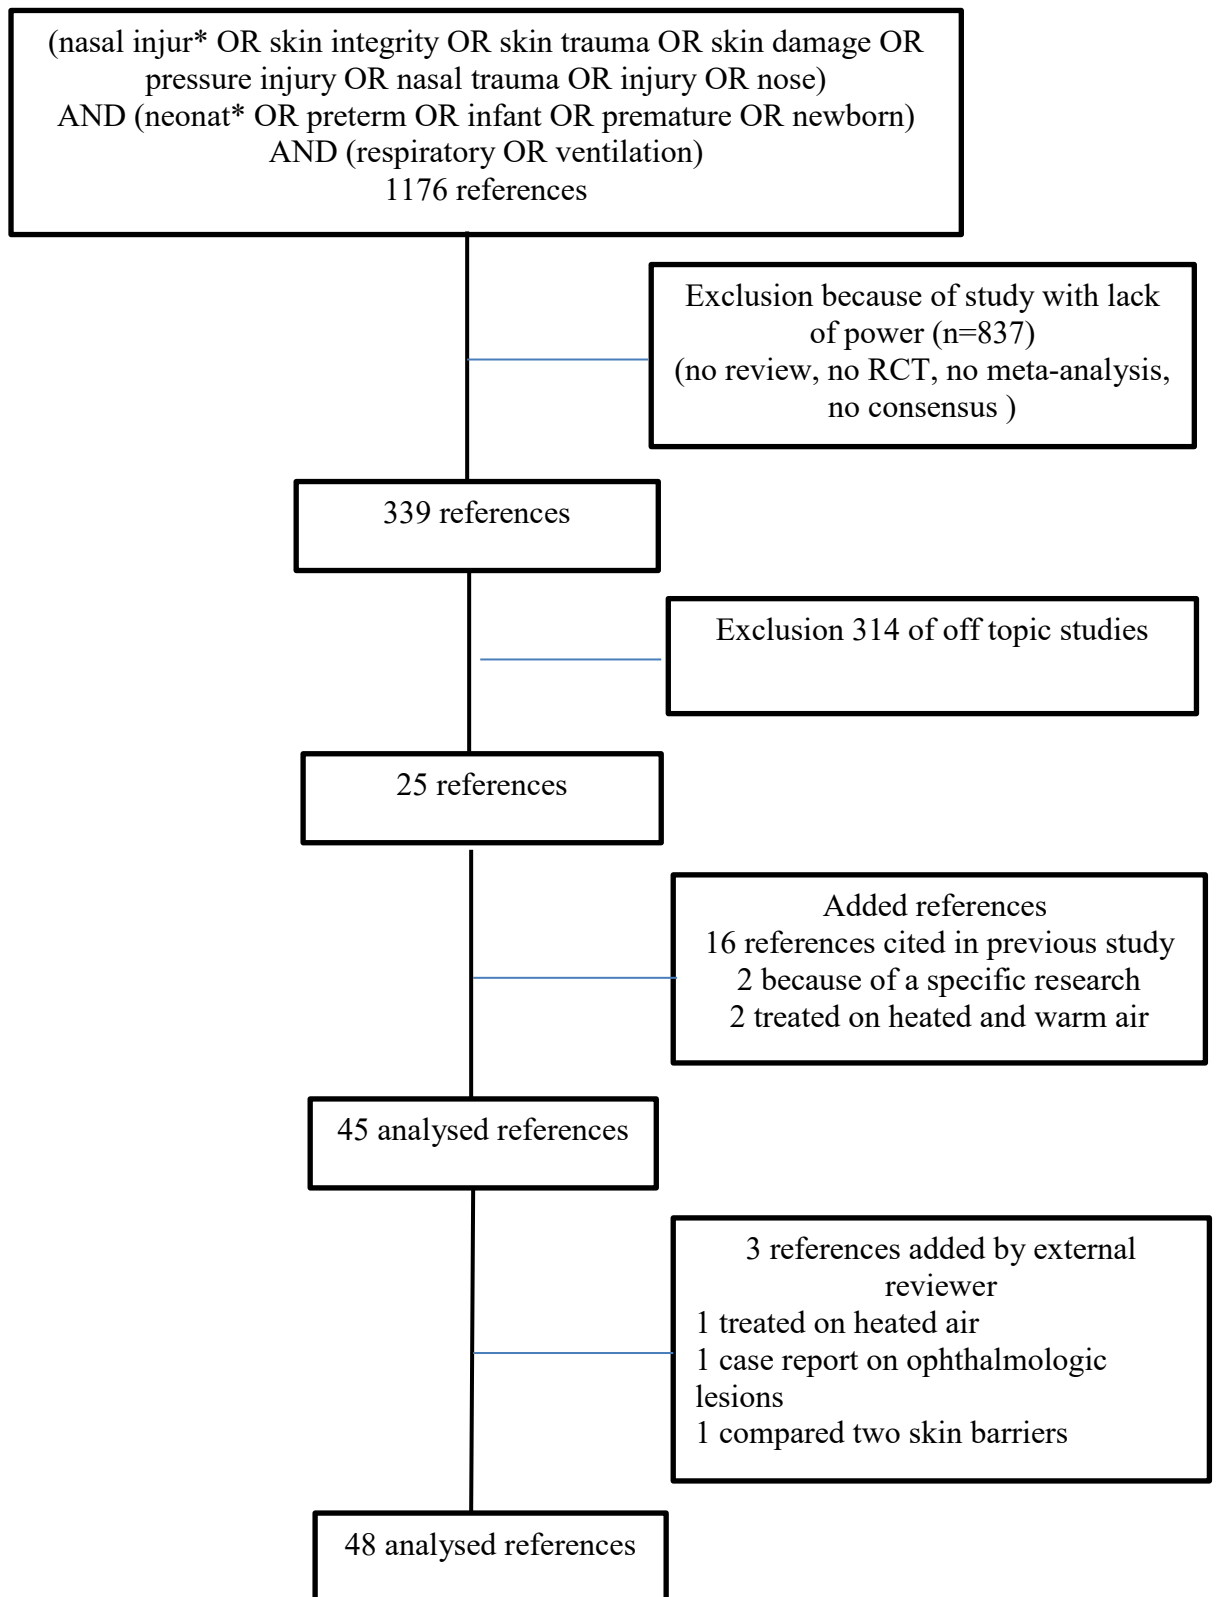 (nasal injur* OR skin integrity OR skin trauma OR skin damage OR
pressure injury OR nasal trauma OR injury OR nose)
AND (neonat* OR preterm OR infant OR premature OR newborn)
AND (respiratory OR ventilation)
1176 references
Exclusion because of study with lack
of power (n=837)
(no review, no RCT, no meta-analysis,
no consensus )
339 references
Exclusion 314 of off topic studies
25 references
Added references
16 references cited in previous study
2 because of a specific research
2 treated on heated and warm air
45 analysed references
3 references added by external
reviewer
1 treated on heated air
1 case report on ophthalmologic
lesions
1 compared two skin barriers
48 analysed references